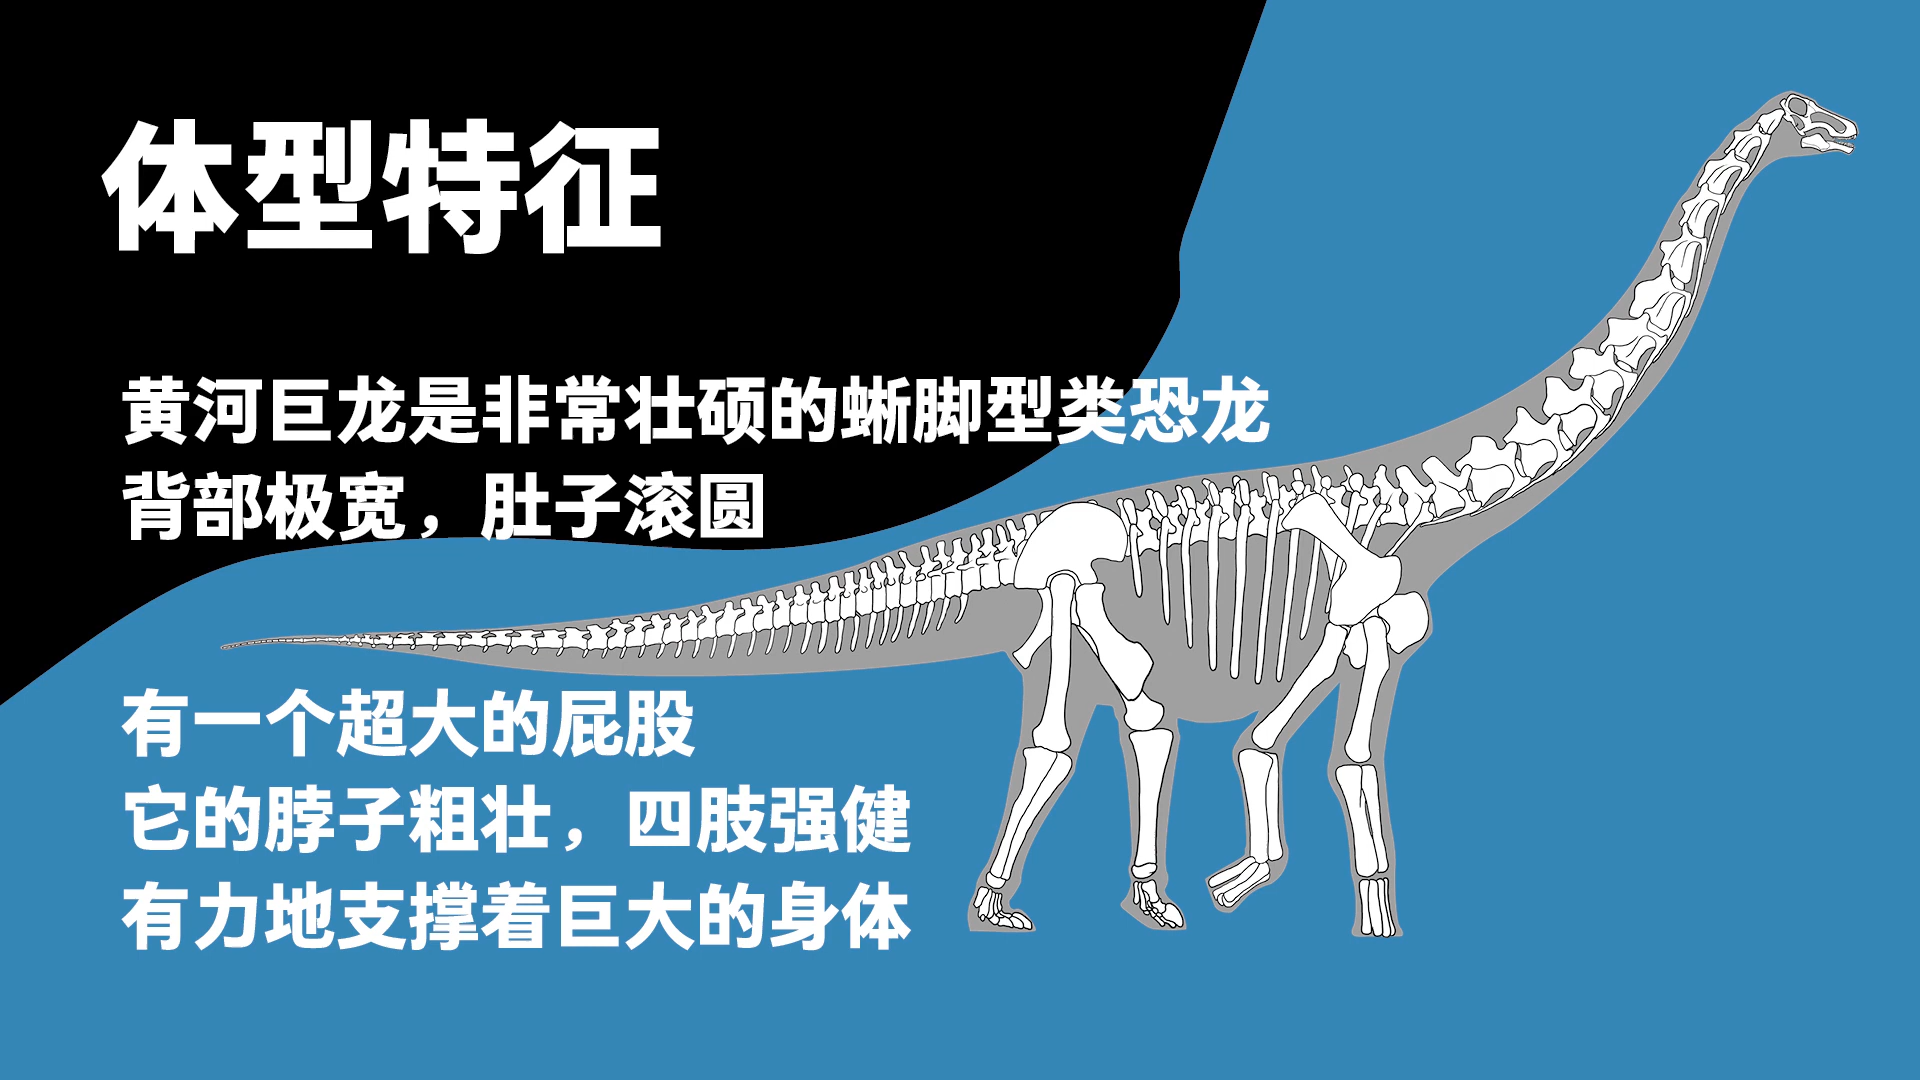 体型特征
黄河巨龙是非常壮硕的蜥脚型类恐龙
背部极宽，肚子滚圆
有一个超大的屁股
它的脖子粗壮，四肢强健
有力地支撑着巨大的身体